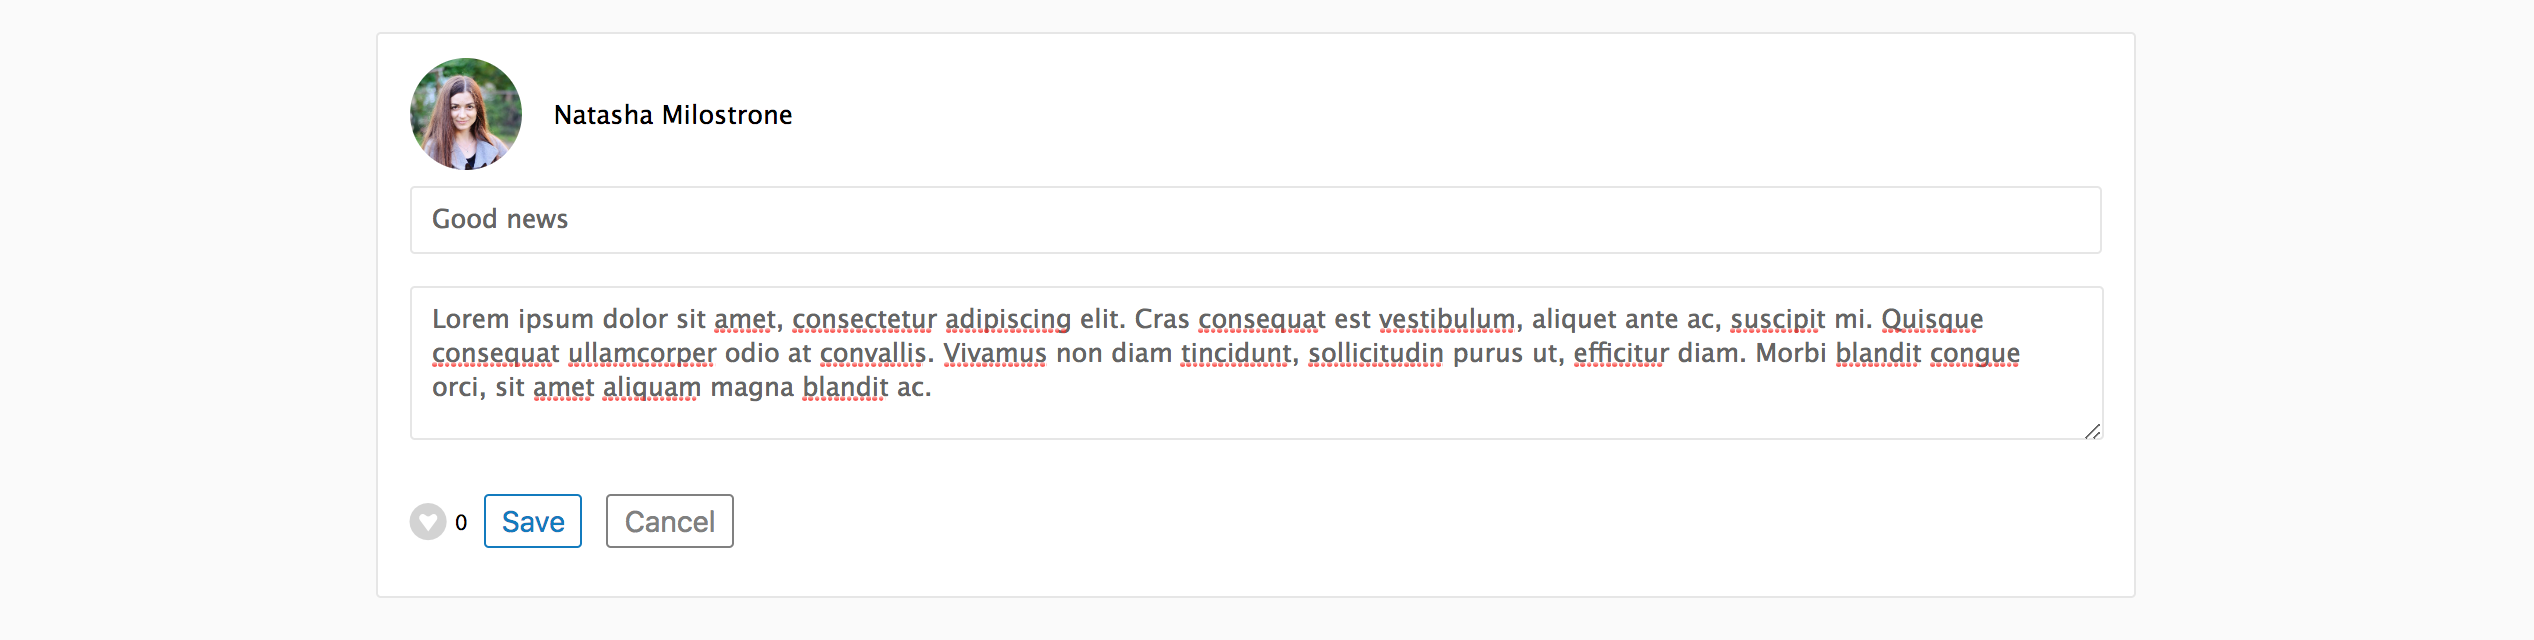 Natasha Milostrone
Good news
Lorem ipsum dolor sit amet, consectetur adipiscing elit. Cras consequat est vestibulum, aliquet ante ac, suscipit mi. Quisque
consequat ullamcorper odio at convallis. Vivamus non diam tincidunt, sollicitudin purus ut, efficitur diam. Morbi blandit congue
orci, sit amet aliquam magna blandit ac.
0 Save Cancel